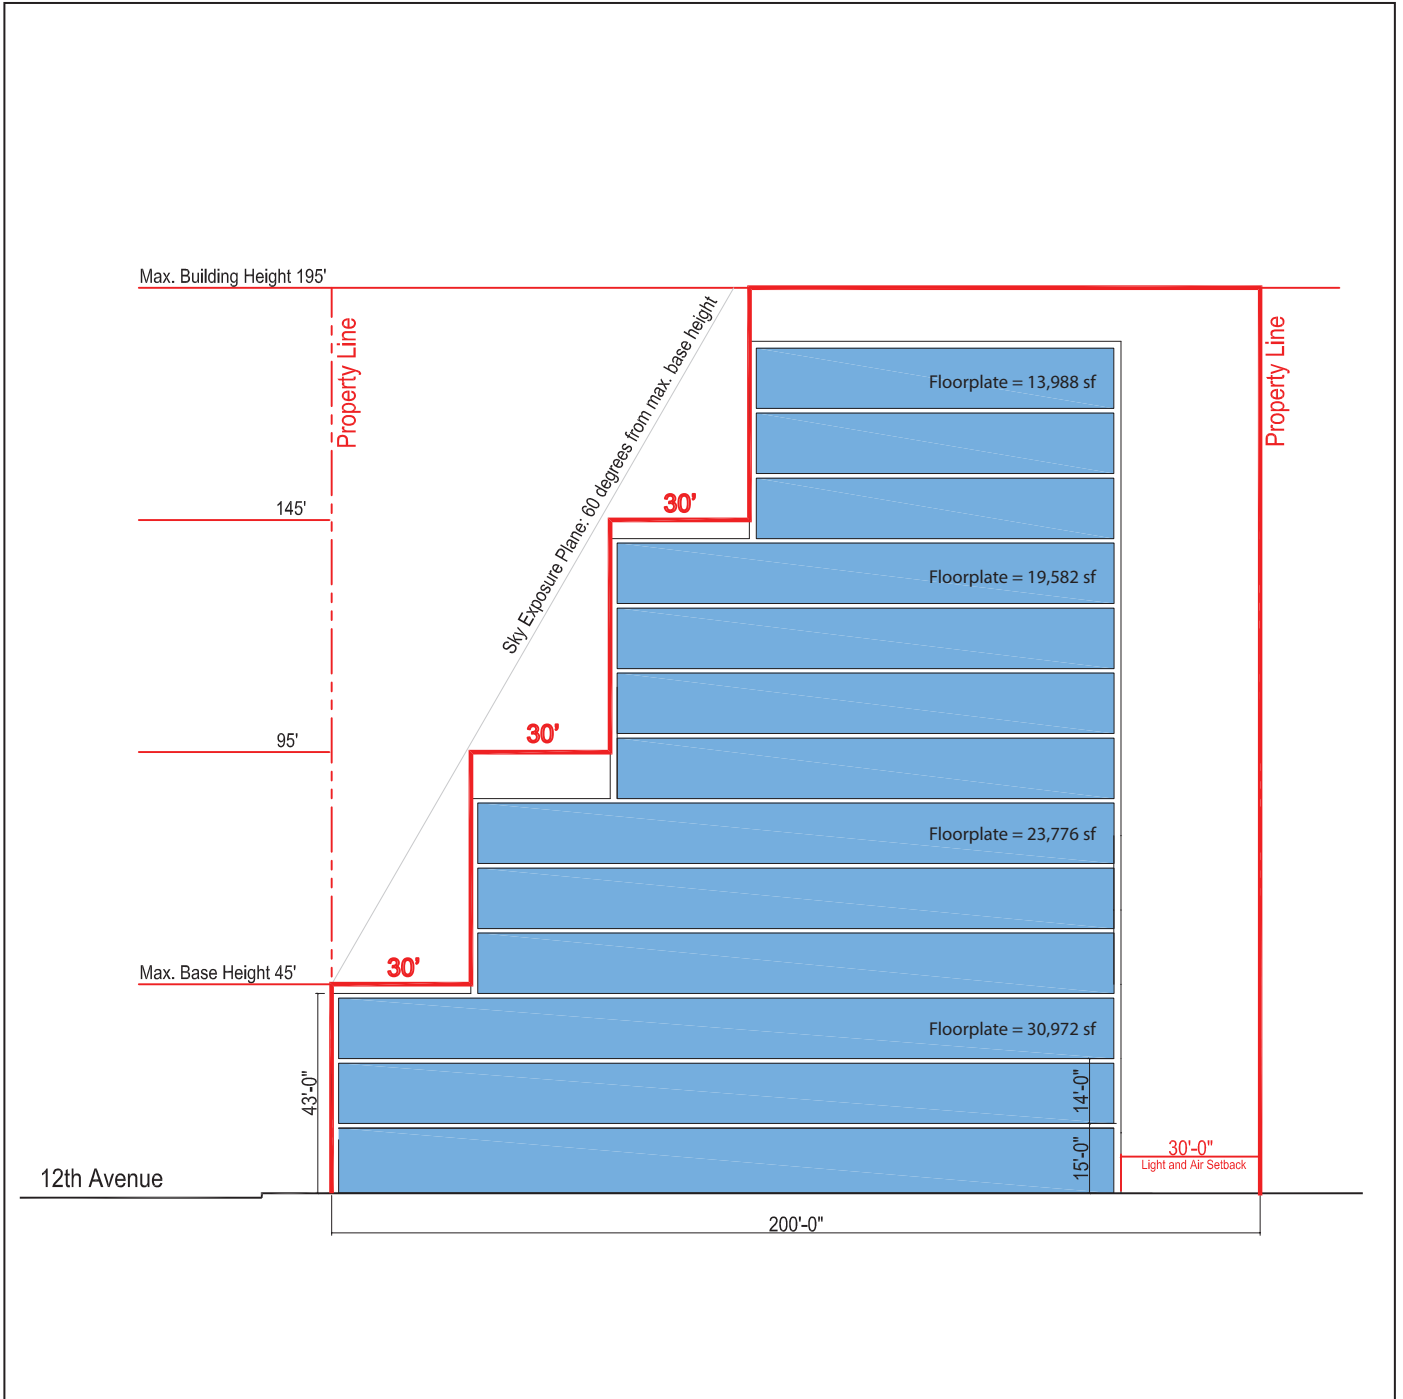 Max. Building Height 195'
Property Line
Sky Exposure Plane: 60 degrees from max. base height
Property Line
Floorplate = 13,988 sf
145'
30'
Floorplate = 19,582 sf
95'
30'
Floorplate = 23,776 sf
Max. Base Height 45'
30'
Floorplate = 30,972 sf
43'-0"
14'-0"
15'-0"
30'-0"
Light and Air Setback
12th Avenue
200'-0"